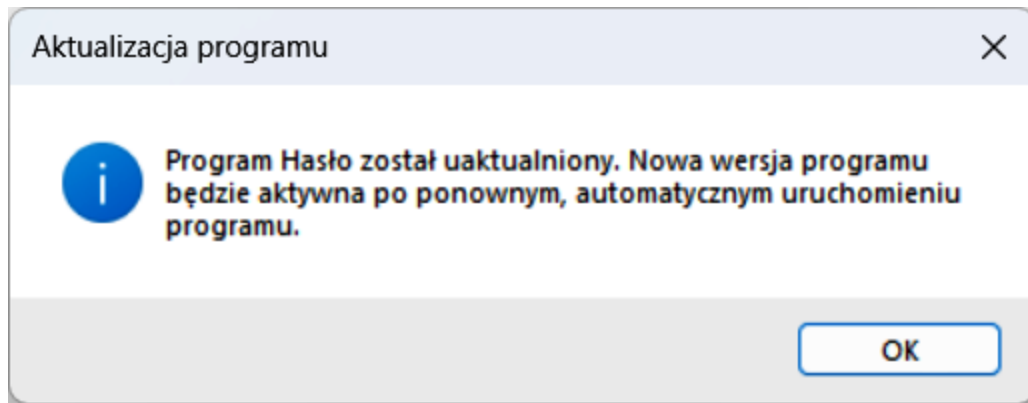 Aktualizacja programu
Program Hasło został uaktualniony. Nowa wersja programu
będzie aktywna po ponownym, automatycznym uruchomieniu
programu.
OK